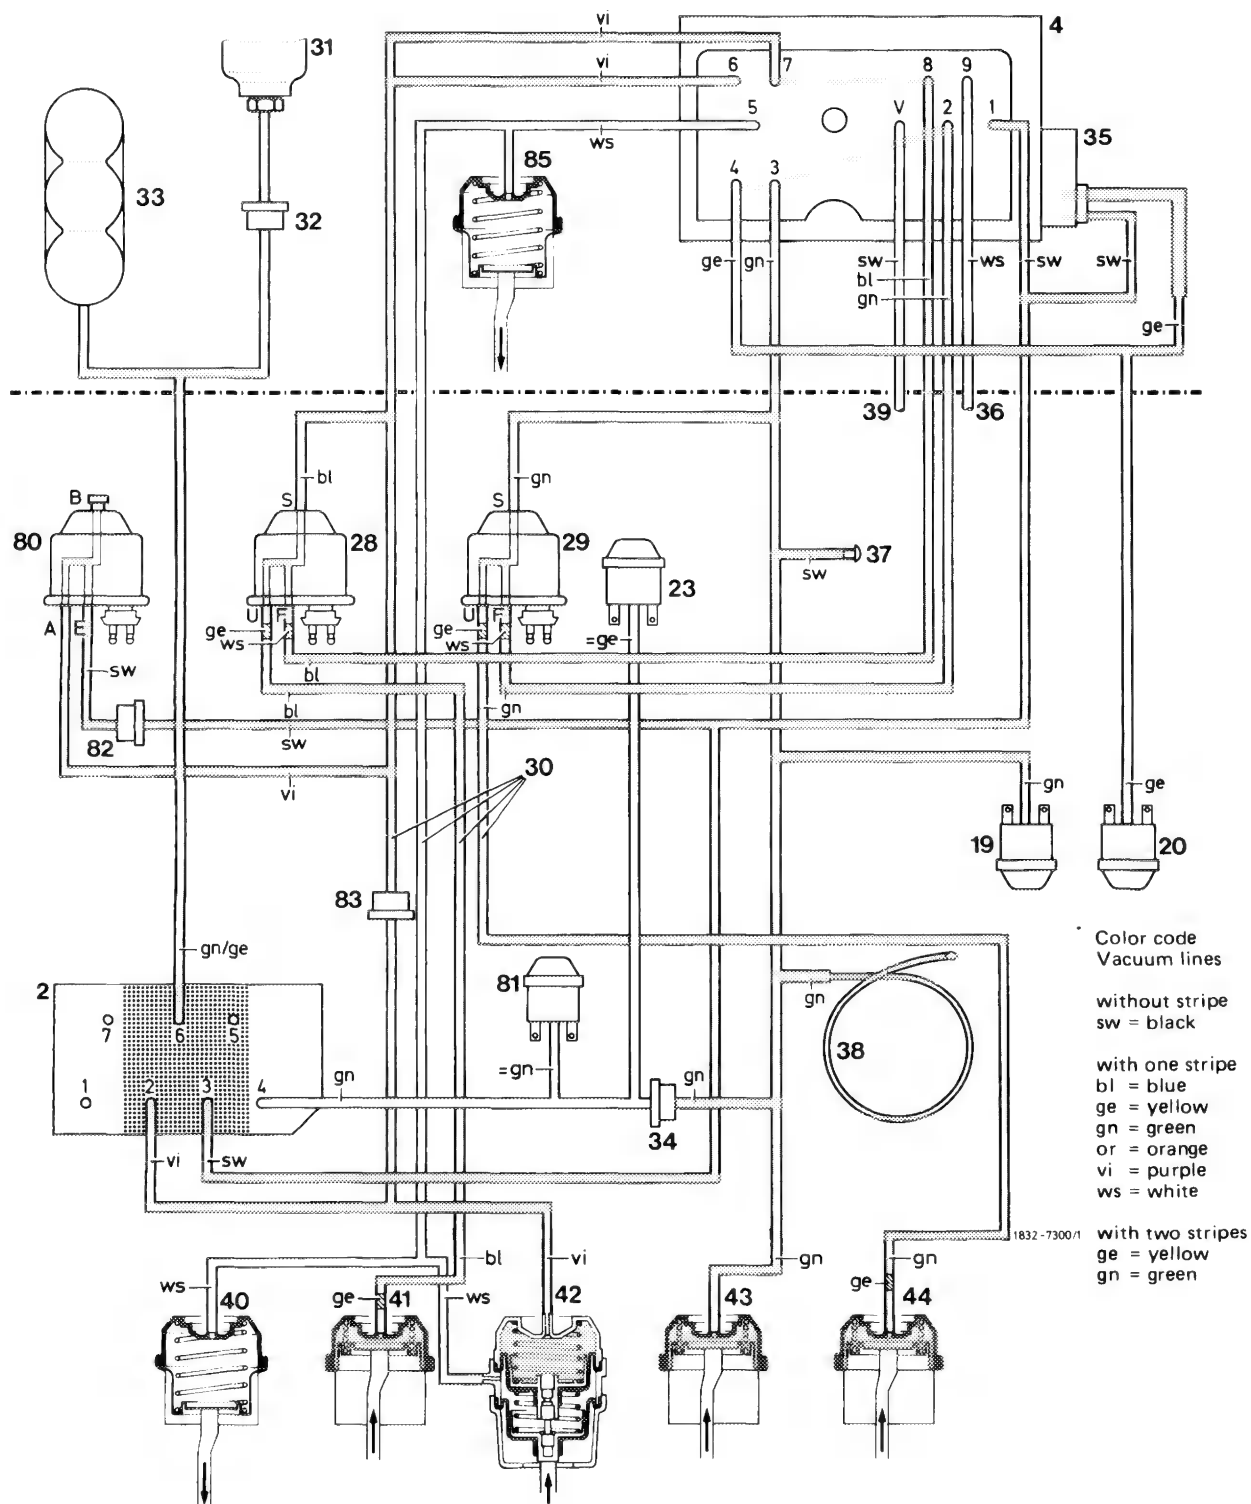 vi
4
31
vi
6
7
8
9
5
V
2
1
ws
35
85
4
3
33
32
ge
gn
sw
bl
gn
ws
sw
sw
ge
39
36
bl
gn
B
S
S
80
28
29
23
37
sw
A
E
U
F
U
F
ge
ws
ge
ws
=ge
sw
bl
bl
gn
82
sw
vi
30
gn
ge
19
20
83
gn/ge
Color code
Vacuum lines
without stripe
sw = black
with one stripe
bl = blue
ge = yellow
gn = green
or = orange
vi = purple
ws = white
with two stripes
ge = yellow
gn = green
2
7
6
5
81
gn
38
1
2
3
4
gn
=gn
gn
34
vi
sw
1832-7300/1
bl
vi
gn
gn
ws
40
ge
41
ws
42
43
ge
44